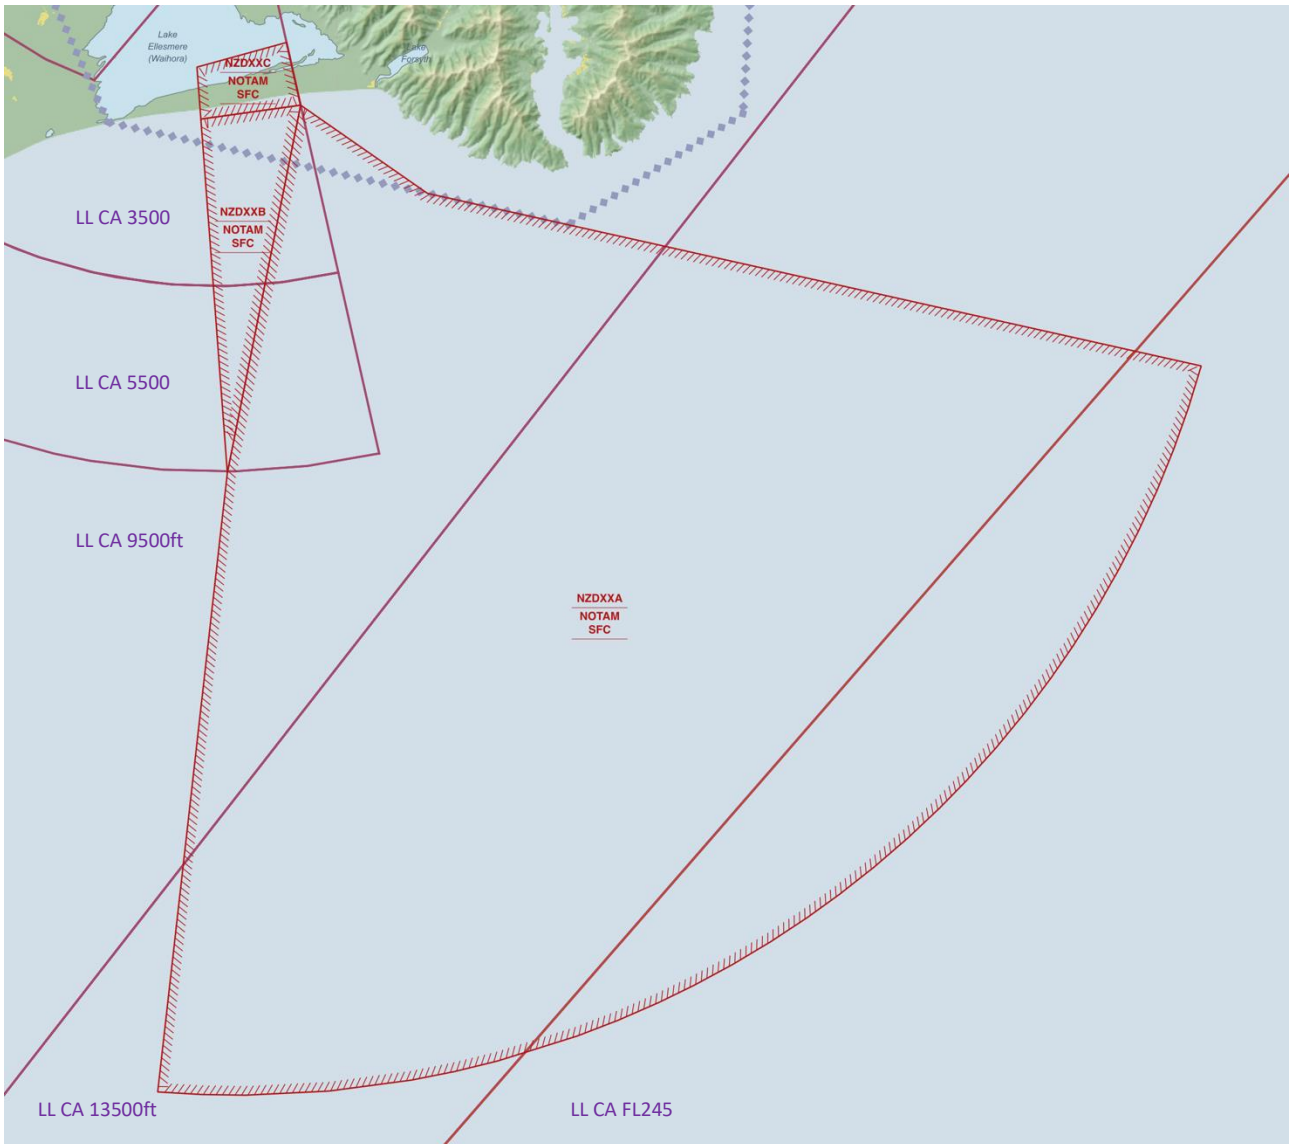 Lake
Ellesmere
(Waihora)
Lake
Forsyth
NZDXXC
NOTAM
SFC
LL CA 3500
NZDXXB
NOTAM
SFC
LL CA 5500
LL CA 9500ft
NZDXXA
NOTAM
SFC
LL CA 13500ft
LL CA FL245